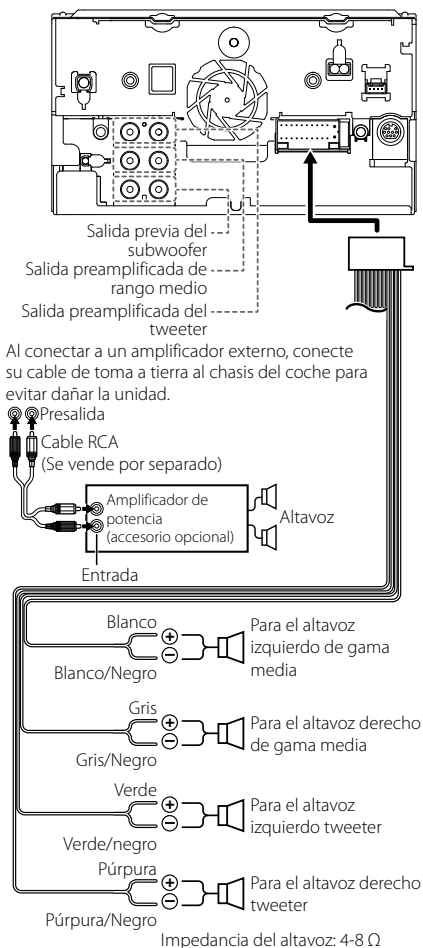 Salida previa del
subwoofer
Salida preamplificada de
rango medio
Salida preamplificada del
tweeter
Al conectar a un amplificador externo, conecte
su cable de toma a tierra al chasis del coche para
evitar dañar la unidad.
Presalida
Cable RCA
(Se vende por separado)
Amplificador de
potencia
(accesorio opcional)
Altavoz
Entrada
Blanco
Blanco/Negro
Para el altavoz
izquierdo de gama
media
Gris
Gris/Negro
Para el altavoz derecho
de gama media
Verde
Verde/negro
Para el altavoz
izquierdo tweeter
Púrpura
Púrpura/Negro
Para el altavoz derecho
tweeter
Impedancia del altavoz: 4-8 Ω